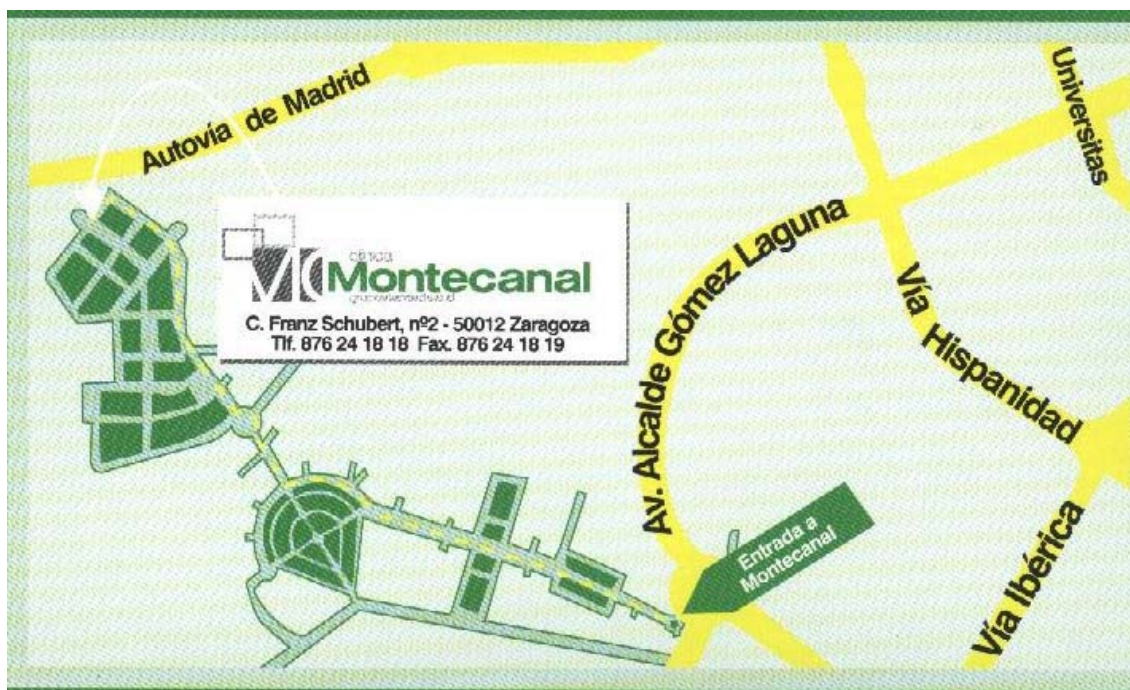 Autovía de Madrid
Universitas
Montecanal
C. Franz Schubert, nº2 - 50012 Zaragoza
Tlf. 876 24 18 18 Fax. 876 24 18 19
Av. Alcalde Gómez Laguna
Vía Hispanidad
Entrada a
Montecanal
Vía Ibérica